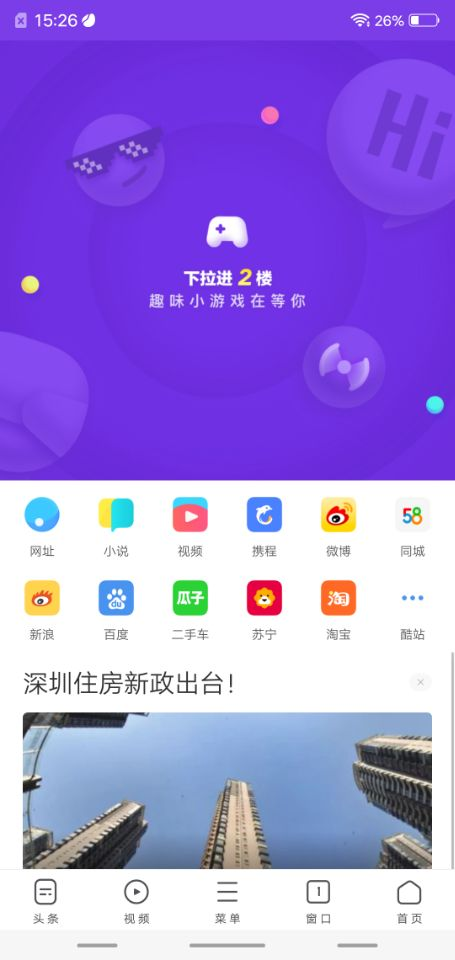 15:26
26%
Hi
下拉进 2 楼
趣味小游戏在等你
网址
小说
视频
携程
微博
58
同城
新浪
du
百度
瓜子
二手车
苏宁
淘
淘宝
酷站
深圳住房新政出台！
头条
视频
菜单
1
窗口
首页